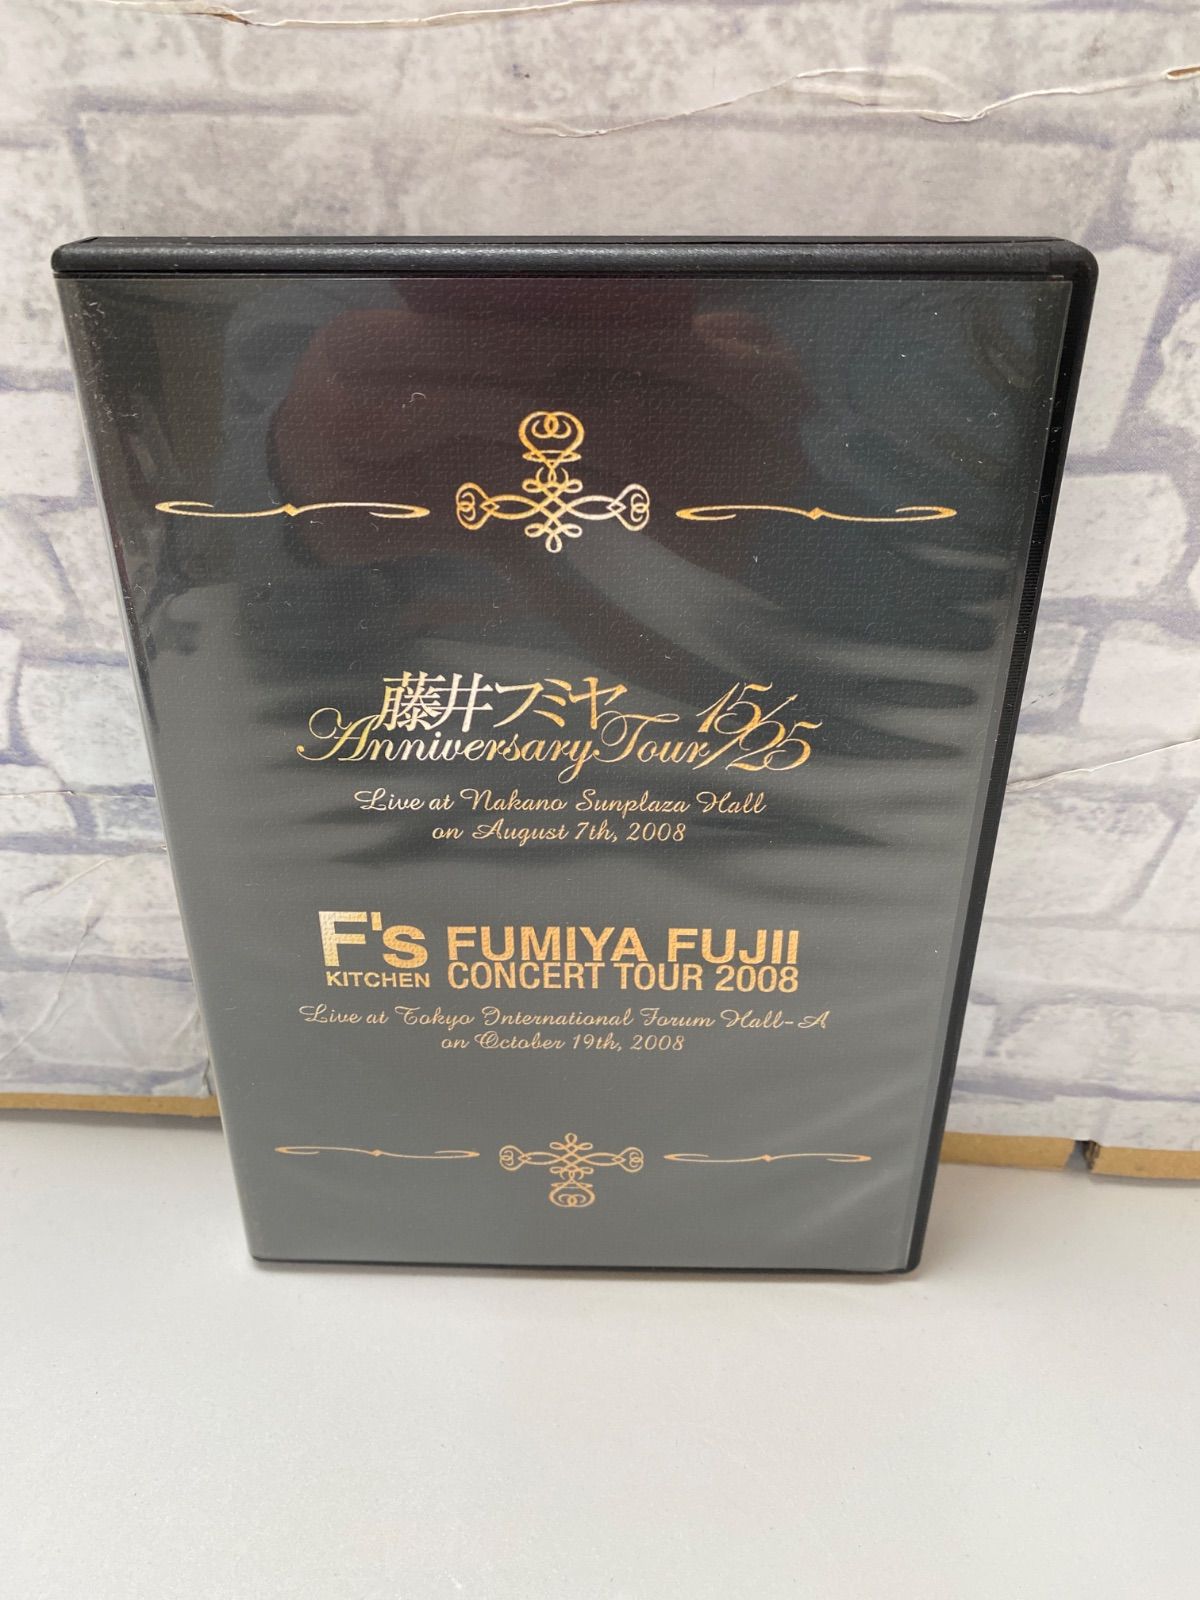 藤井フミヤ
Anniversary Tour 15/25
Live at Nakano Sunplaza Hall
on August 7th, 2008
F's
KITCHEN
FUMIYA FUJII
CONCERT TOUR 2008
Live at Tokyo International Forum Hall-A
on October 19th, 2008